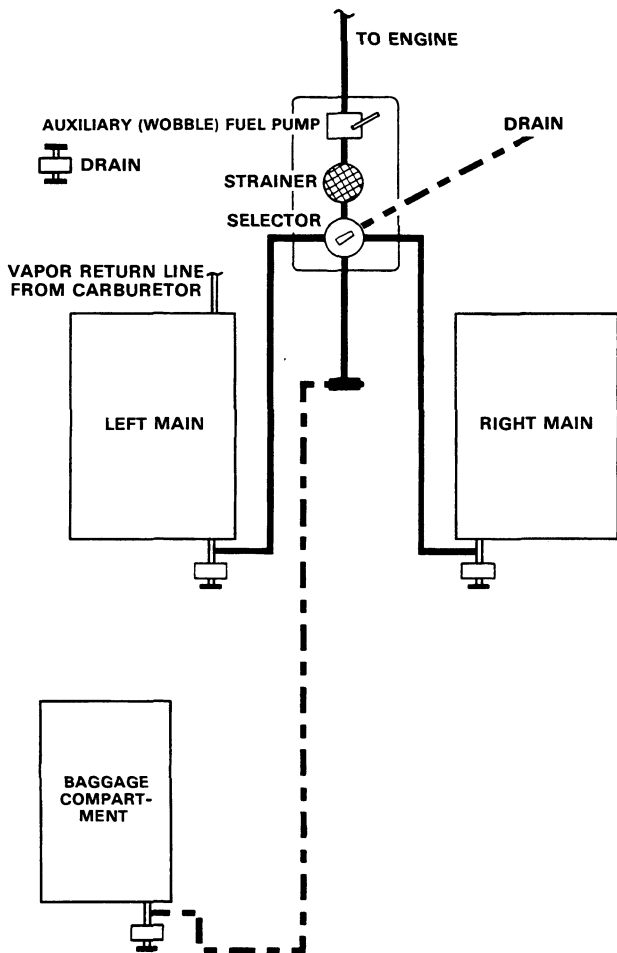 TO ENGINE
AUXILIARY (WOBBLE) FUEL PUMP
DRAIN
DRAIN
STRAINER
SELECTOR
VAPOR RETURN LINE
FROM CARBURETOR
LEFT MAIN
RIGHT MAIN
BAGGAGE
COMPART-
MENT